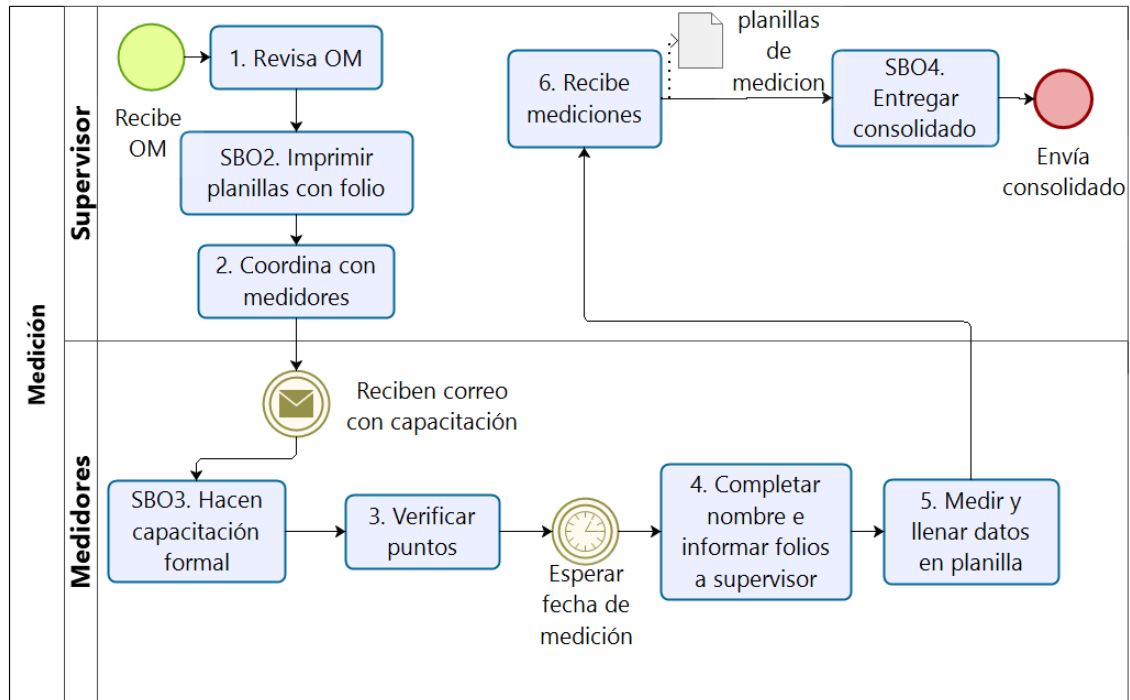 Medición
Supervisor
Recibe
OM
1. Revisa OM
SBO2. Imprimir
planillas con folio
2. Coordina con
medidores
6. Recibe
mediciones
planillas
de
medicion
SBO4.
Entregar
consolidado
Envía
consolidado
Medidores
Reciben correo
con capacitación
SBO3. Hacen
capacitación
formal
3. Verificar
puntos
Esperar
fecha de
medición
4. Completar
nombre e
informar folios
a supervisor
5. Medir y
llenar datos
en planilla